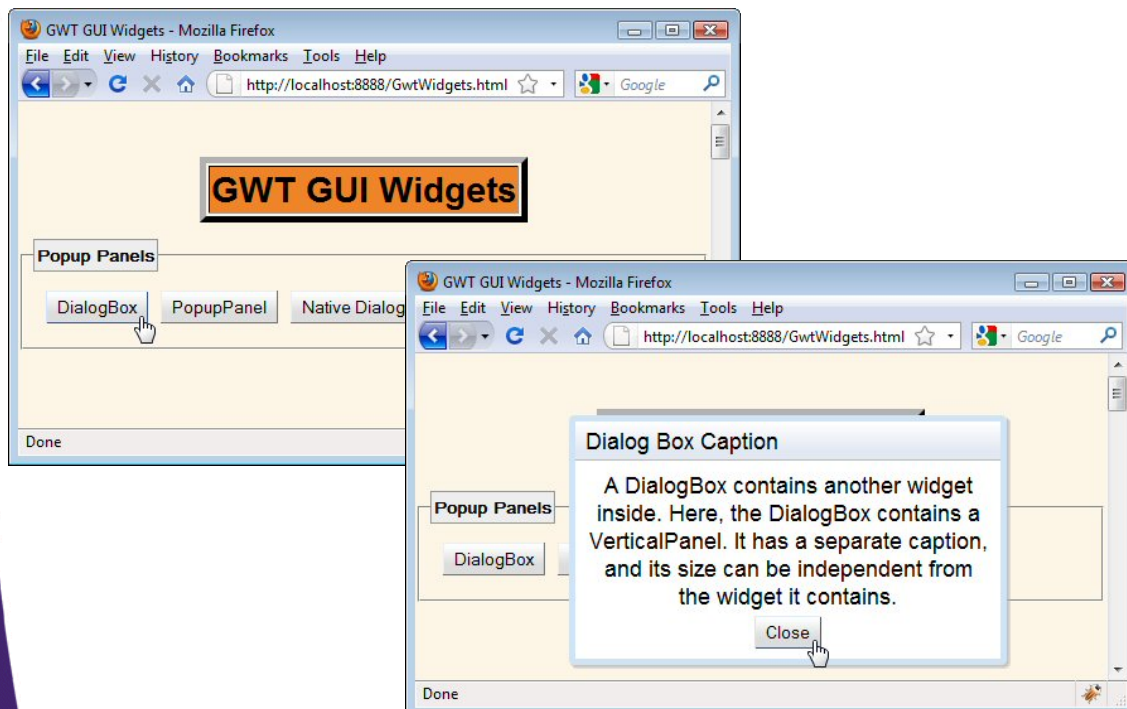 GWT GUI Widgets - Mozilla Firefox
File Edit View History Bookmarks Tools Help
http://localhost:8888/GwtWidgets.html
Google
GWT GUI Widgets
Popup Panels
DialogBox PopupPanel Native Dialog
Done
GWT GUI Widgets - Mozilla Firefox
File Edit View History Bookmarks Tools Help
http://localhost:8888/GwtWidgets.html
Google
Dialog Box Caption
A DialogBox contains another widget
inside. Here, the DialogBox contains a
VerticalPanel. It has a separate caption,
and its size can be independent from
the widget it contains.
Close
Popup Panels
DialogBox
Done